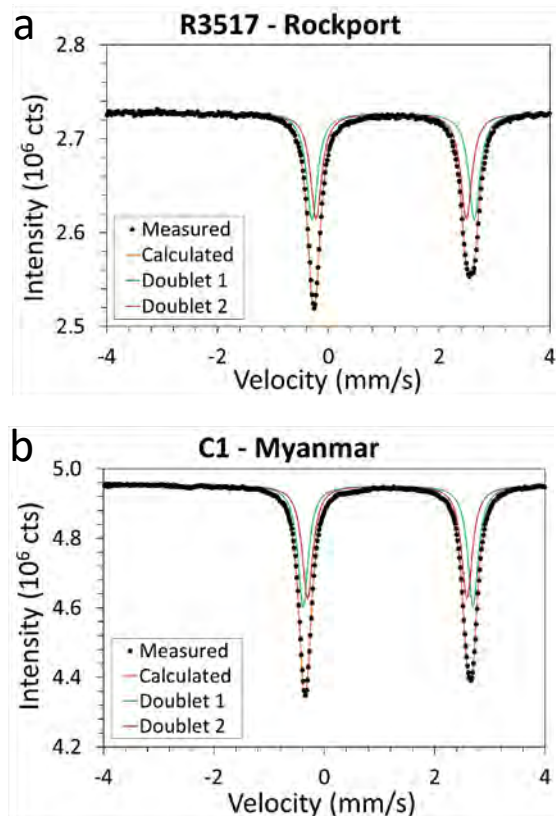 a
R3517 - Rockport
2.8
2.7
2.6
2.5
Intensity (10⁶ cts)
Measured
Calculated
Doublet 1
Doublet 2
-4
-2
0
2
4
Velocity (mm/s)
b
C1 - Myanmar
5.0
4.8
4.6
4.4
4.2
Intensity (10⁶ cts)
Measured
Calculated
Doublet 1
Doublet 2
-4
-2
0
2
4
Velocity (mm/s)